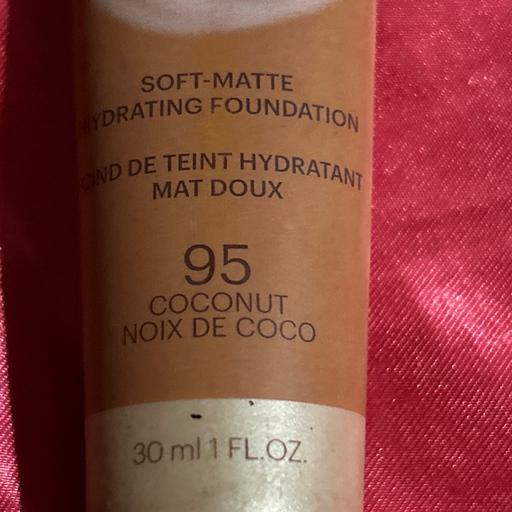 SOFT-MATTE
HYDRATING FOUNDATION
FOND DE TEINT HYDRATANT
MAT DOUX
95
COCONUT
NOIX DE COCO
30 ml 1 FL.OZ.